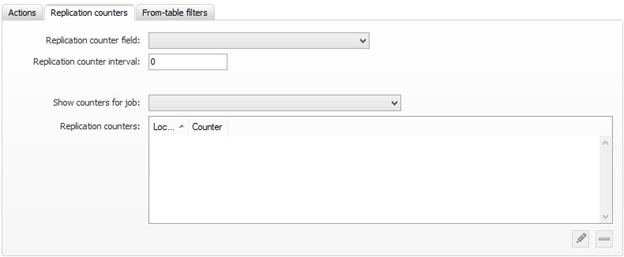 Actions Replication counters From-table filters
Replication counter field:
Replication counter interval: 0
Show counters for job:
Replication counters: Loc... Counter